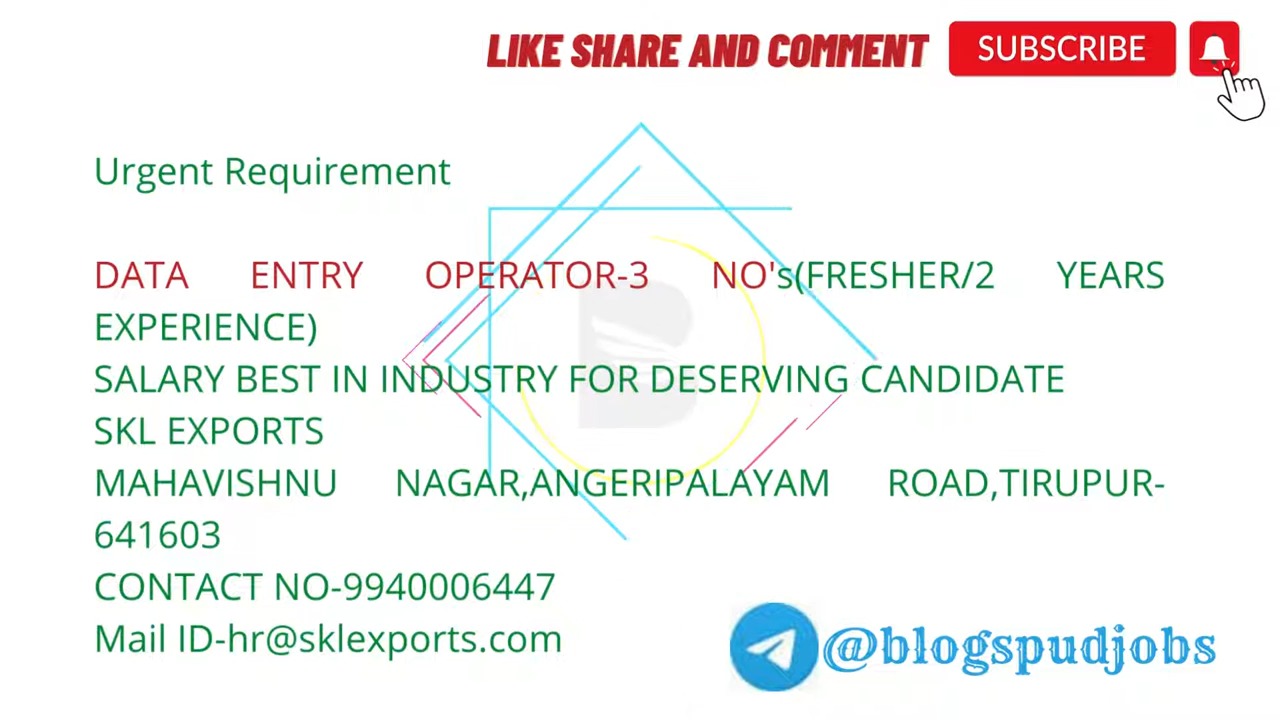 LIKE SHARE AND COMMENT SUBSCRIBE
Urgent Requirement
DATA ENTRY OPERATOR-3 NO's(FRESHER/2 YEARS
EXPERIENCE)
SALARY BEST IN INDUSTRY FOR DESERVING CANDIDATE
SKL EXPORTS
MAHAVISHNU NAGAR,ANGERIPALAYAM ROAD,TIRUPUR-
641603
CONTACT NO-9940006447
Mail ID-hr@sklexports.com
@blogspudjobs